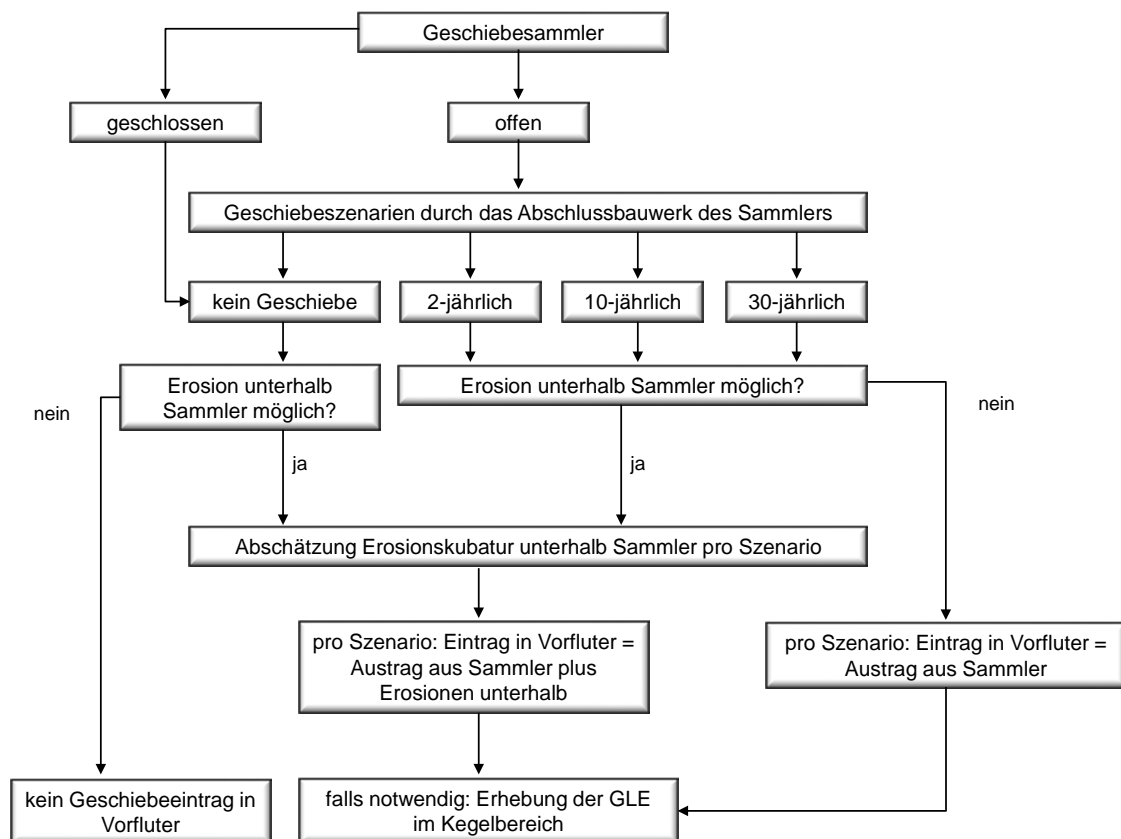 Geschiebesammler
geschlossen
offen
Geschiebeszenarien durch das Abschlussbauwerk des Sammlers
kein Geschiebe
2-jährlich
10-jährlich
30-jährlich
Erosion unterhalb
Sammler möglich?
Erosion unterhalb Sammler möglich?
nein
nein
ja
ja
Abschätzung Erosionskubatur unterhalb Sammler pro Szenario
pro Szenario: Eintrag in Vorfluter =
Austrag aus Sammler plus
Erosionen unterhalb
pro Szenario: Eintrag in Vorfluter =
Austrag aus Sammler
kein Geschiebeeintrag in
Vorfluter
falls notwendig: Erhebung der GLE
im Kegelbereich